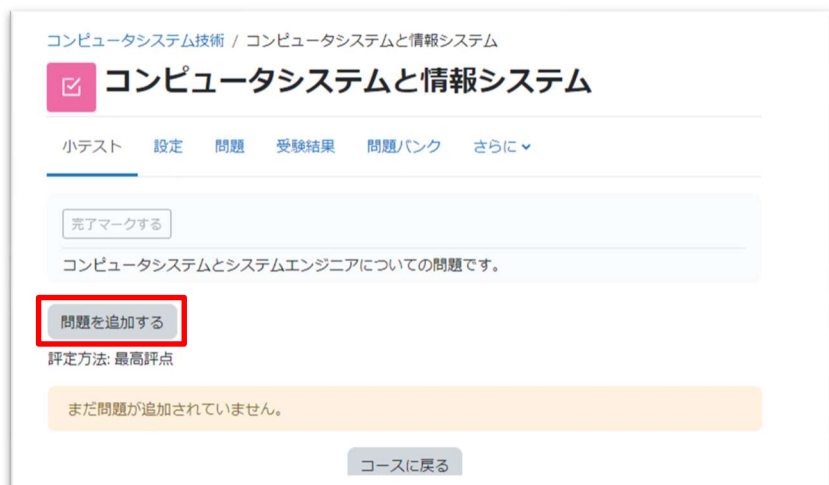 コンピュータシステム技術 / コンピュータシステムと情報システム
コンピュータシステムと情報システム
小テスト 設定 問題 受験結果 問題バンク さらに
完了マークする
コンピュータシステムとシステムエンジニアについての問題です。
問題を追加する
評定方法: 最高評点
まだ問題が追加されていません。
コースに戻る